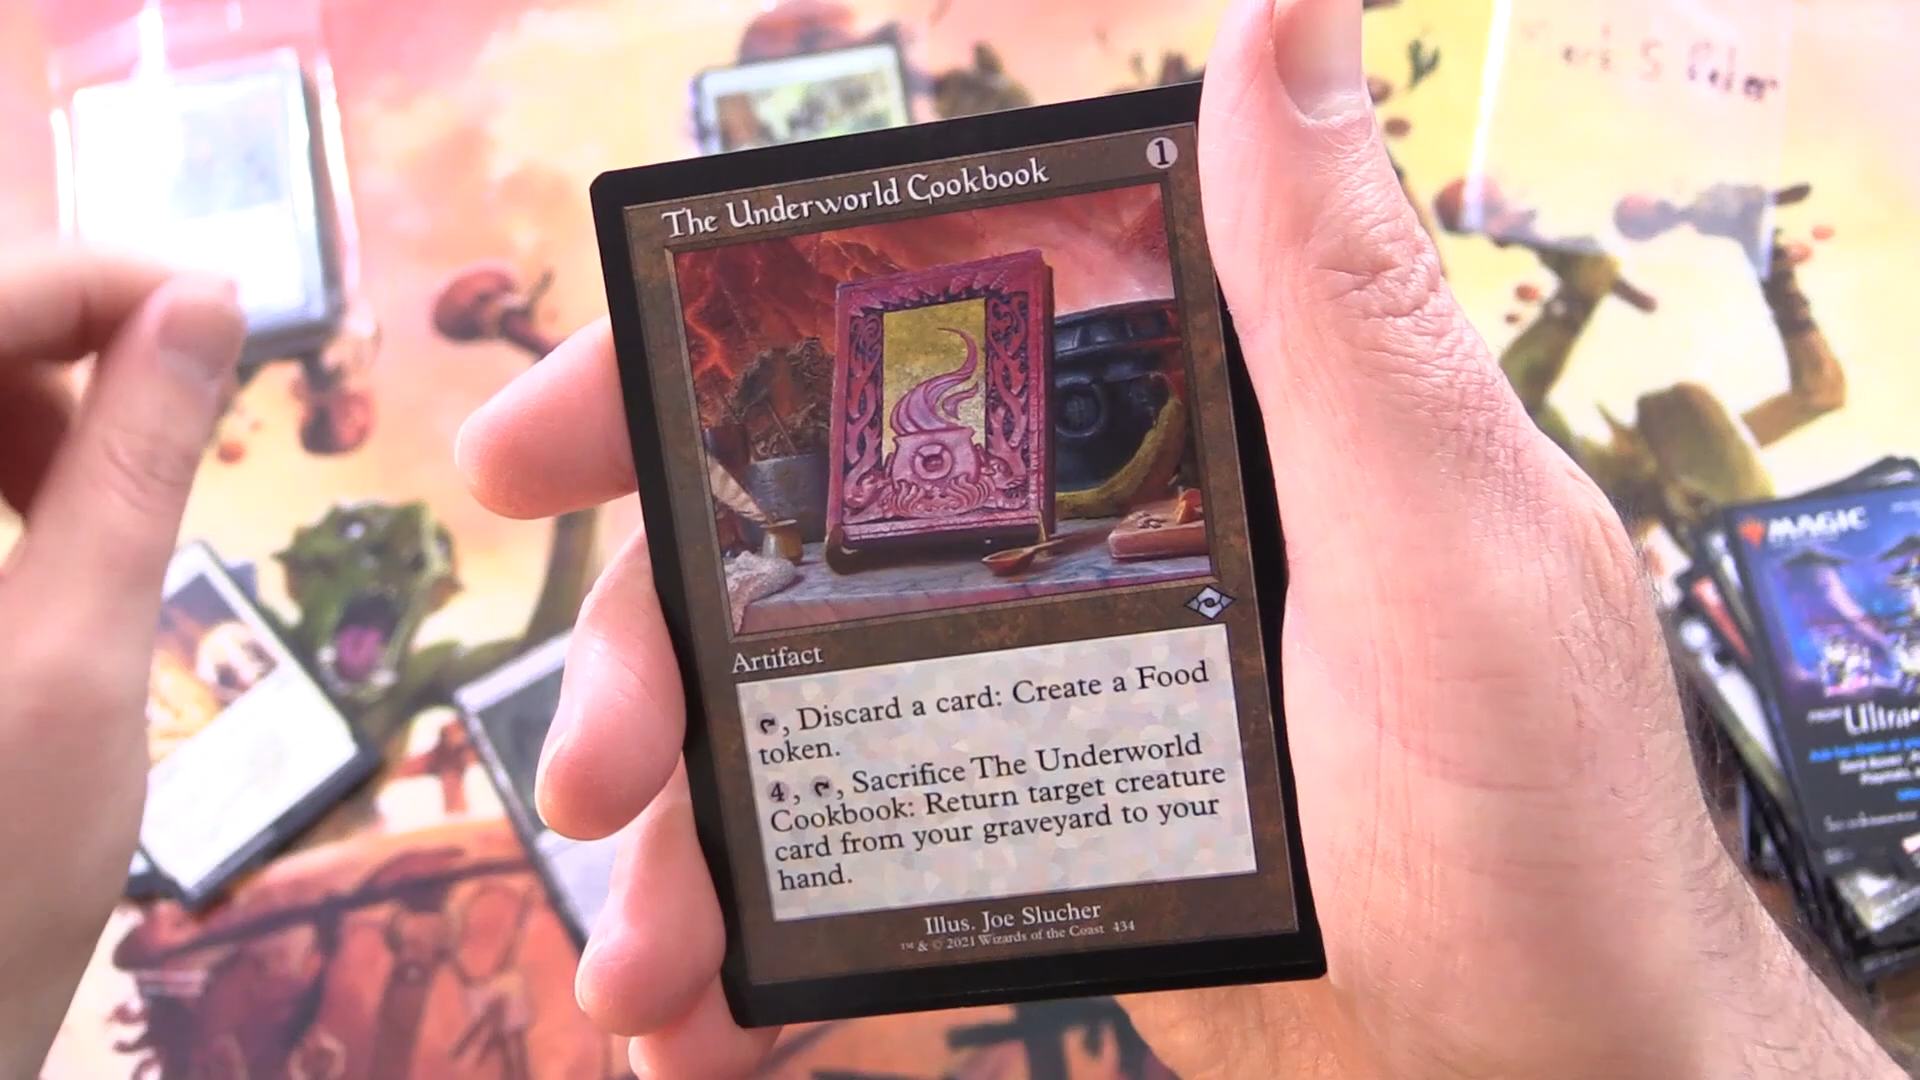 The Underworld Cookbook
1
Artifact
, Discard a card: Create a Food
token.
4, , Sacrifice The Underworld
Cookbook: Return target creature
card from your graveyard to your
hand.
Illus. Joe Slucher
™ & © 2021 Wizards of the Coast 434
MAGIC
Ultra